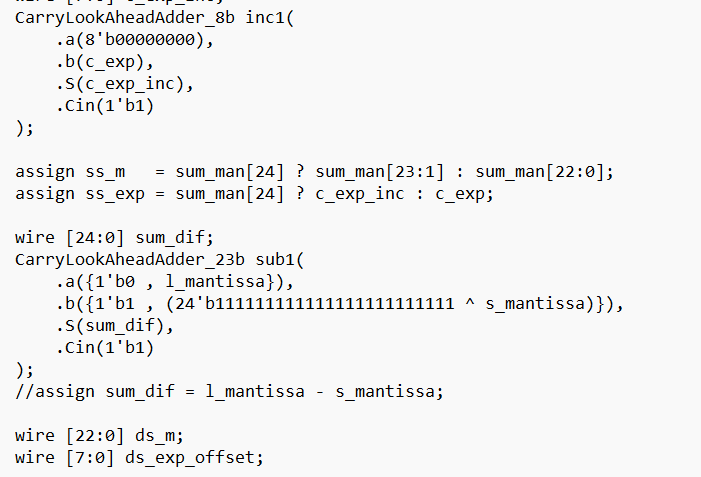 CarryLookAheadAdder_8b inc1(
    .a(8'b00000000),
    .b(c_exp),
    .S(c_exp_inc),
    .Cin(1'b1)
);

assign ss_m   = sum_man[24] ? sum_man[23:1] : sum_man[22:0];
assign ss_exp = sum_man[24] ? c_exp_inc : c_exp;

wire [24:0] sum_dif;
CarryLookAheadAdder_23b sub1(
    .a({1'b0 , l_mantissa}),
    .b({1'b1 , (24'b111111111111111111111111 ^ s_mantissa)}),
    .S(sum_dif),
    .Cin(1'b1)
);
//assign sum_dif = l_mantissa - s_mantissa;

wire [22:0] ds_m;
wire [7:0] ds_exp_offset;